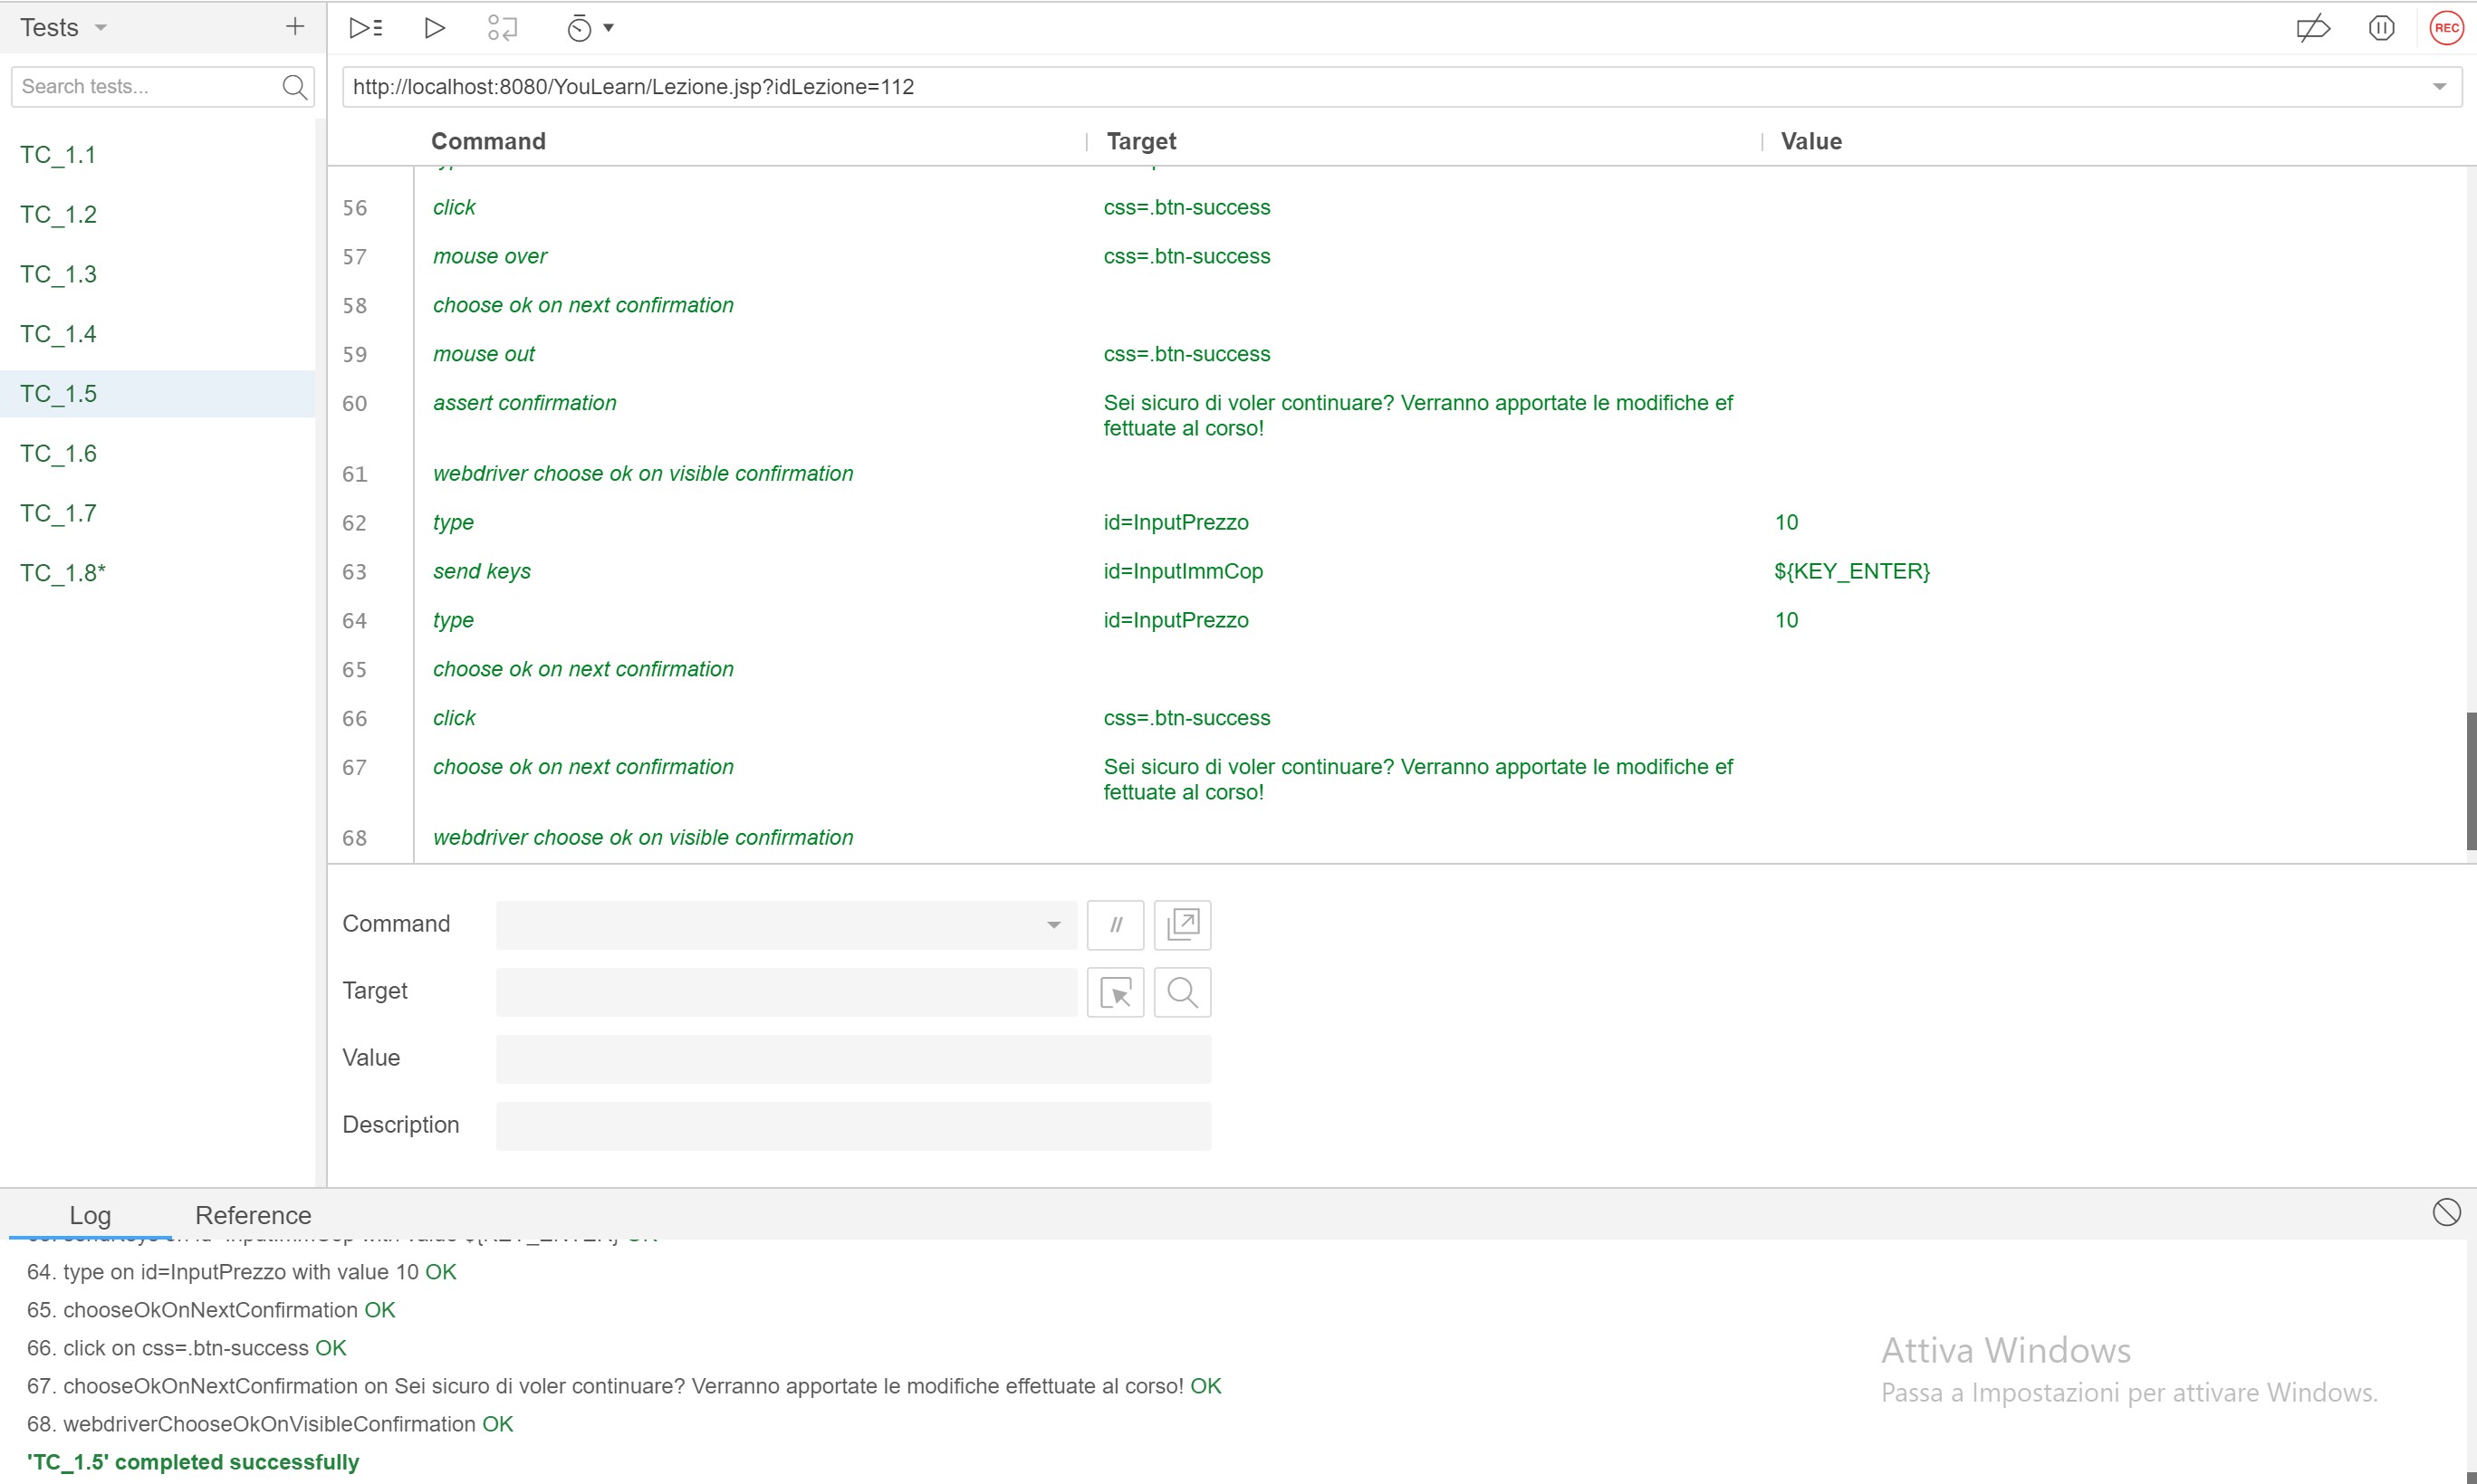 Tests
REC
Search tests...
http://localhost:8080/YouLearn/Lezione.jsp?idLezione=112
Command Target Value
TC_1.1
TC_1.2
TC_1.3
TC_1.4
TC_1.5
TC_1.6
TC_1.7
TC_1.8*
56 click css=.btn-success
57 mouse over css=.btn-success
58 choose ok on next confirmation
59 mouse out css=.btn-success
60 assert confirmation Sei sicuro di voler continuare? Verranno apportate le modifiche ef
fettuate al corso!
61 webdriver choose ok on visible confirmation
62 type id=InputPrezzo 10
63 send keys id=InputImmCop ${KEY_ENTER}
64 type id=InputPrezzo 10
65 choose ok on next confirmation
66 click css=.btn-success
67 choose ok on next confirmation Sei sicuro di voler continuare? Verranno apportate le modifiche ef
fettuate al corso!
68 webdriver choose ok on visible confirmation
Command //
Target
Value
Description
Log Reference
64. type on id=InputPrezzo with value 10 OK
65. chooseOkOnNextConfirmation OK
66. click on css=.btn-success OK
67. chooseOkOnNextConfirmation on Sei sicuro di voler continuare? Verranno apportate le modifiche effettuate al corso! OK
68. webdriverChooseOkOnVisibleConfirmation OK
'TC_1.5' completed successfully
Attiva Windows
Passa a Impostazioni per attivare Windows.